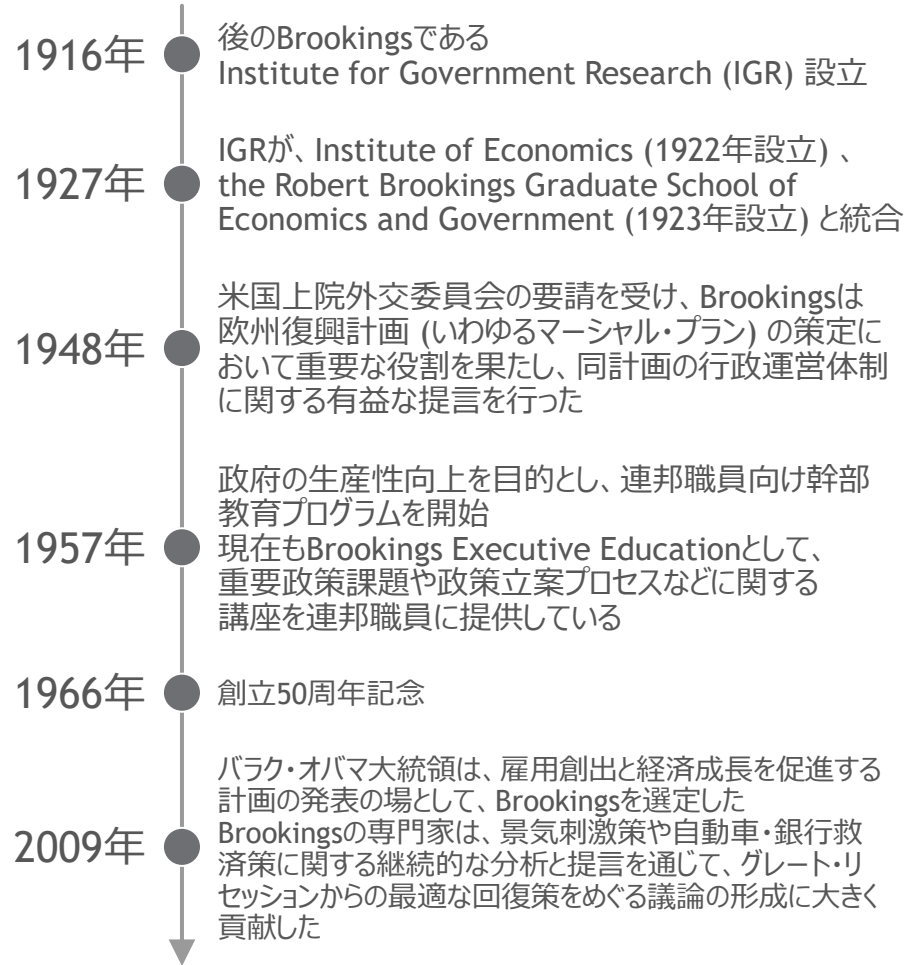 1916年
後のBrookingsである
Institute for Government Research (IGR) 設立
1927年
IGRが、Institute of Economics (1922年設立) 、
the Robert Brookings Graduate School of
Economics and Government (1923年設立) と統合
1948年
米国上院外交委員会の要請を受け、Brookingsは
欧州復興計画 (いわゆるマーシャル・プラン) の策定に
おいて重要な役割を果たし、同計画の行政運営体制
に関する有益な提言を行った
1957年
政府の生産性向上を目的とし、連邦職員向け幹部
教育プログラムを開始
現在もBrookings Executive Educationとして、
重要政策課題や政策立案プロセスなどに関する
講座を連邦職員に提供している
1966年
創立50周年記念
2009年
バラク・オバマ大統領は、雇用創出と経済成長を促進する
計画の発表の場として、Brookingsを選定した
Brookingsの専門家は、景気刺激策や自動車・銀行救
済策に関する継続的な分析と提言を通じて、グレート・リ
セッションからの最適な回復策をめぐる議論の形成に大きく
貢献した